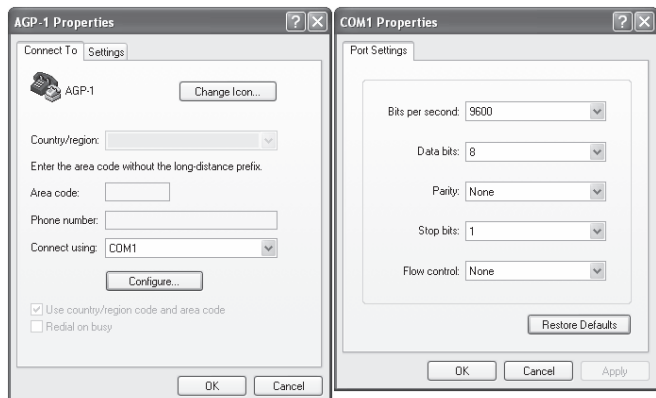 AGP-1 Properties
Connect To
Settings
AGP-1
Change Icon...
Country/region:
Enter the area code without the long-distance prefix.
Area code:
Phone number:
Connect using: COM1
Configure...
Use country/region code and area code
Redial on busy
OK
Cancel
COM1 Properties
Port Settings
Bits per second: 9600
Data bits: 8
Parity: None
Stop bits: 1
Flow control: None
Restore Defaults
OK
Cancel
Apply